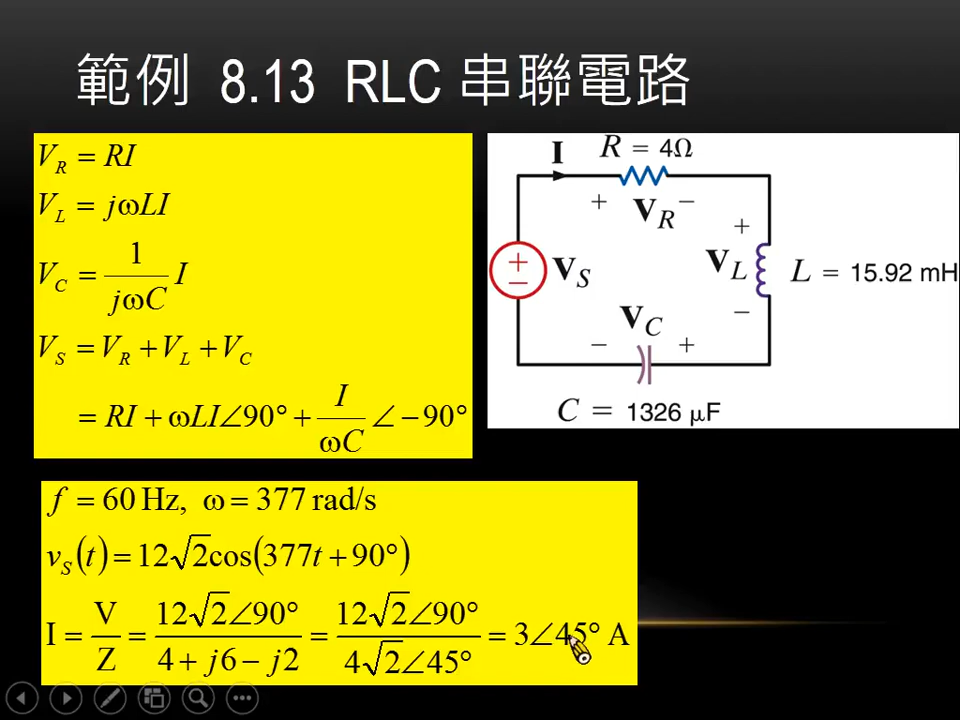 範例 8.13 RLC 串聯電路
V_R = RI
V_L = jωLI
V_C = 1/(jωC) I
V_S = V_R + V_L + V_C
= RI + ωLI∠90° + I/(ωC) ∠−90°
I
R = 4Ω
+ V_R −
+
V_S
−
+
V_L
−
L = 15.92 mH
V_C
− +
C = 1326 μF
f = 60 Hz, ω = 377 rad/s
v_S(t) = 12√2cos(377t + 90°)
I = V/Z = 12√2∠90°/(4 + j6 − j2) = 12√2∠90°/(4√2∠45°) = 3∠45° A